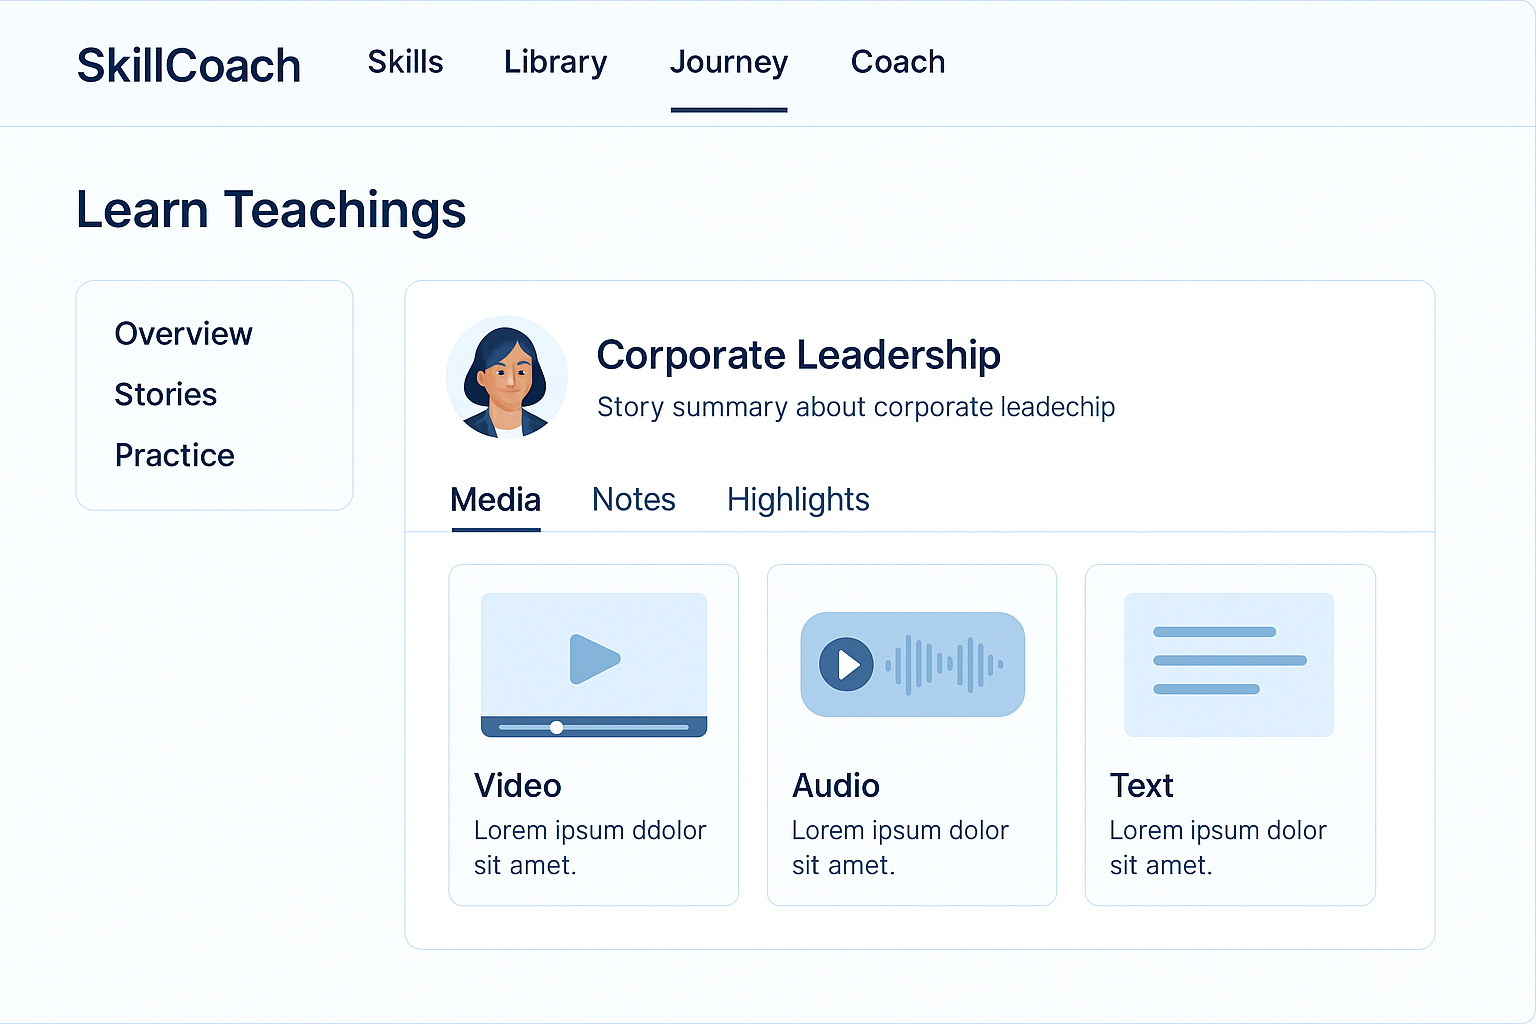 SkillCoach Skills Library Journey Coach
Learn Teachings
Overview
Stories
Practice
Corporate Leadership
Story summary about corporate leadechip
Media Notes Highlights
Video
Lorem ipsum ddolor
sit amet.
Audio
Lorem ipsum dolor
sit amet.
Text
Lorem ipsum dolor
sit amet.